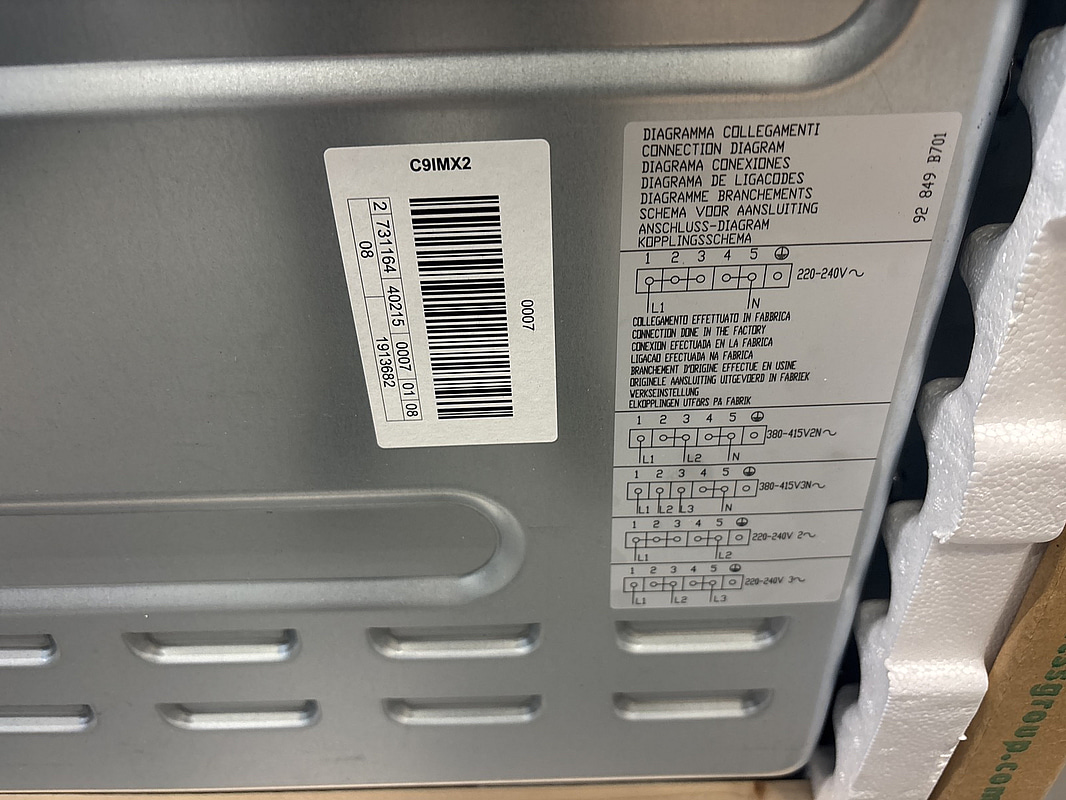 C9IMX2
2 731164 40215 0007 01 08
08 1913682
0007
92 849 B701
DIAGRAMMA COLLEGAMENTI
CONNECTION DIAGRAM
DIAGRAMA CONEXIONES
DIAGRAMA DE LIGACODES
DIAGRAMME BRANCHEMENTS
SCHEMA VOOR AANSLUITING
ANSCHLUSS-DIAGRAM
KOPPLINGSSCHEMA
1 2 3 4 5
220-240V~
L1 N
COLLEGAMENTO EFFETTUATO IN FABBRICA
CONNECTION DONE IN THE FACTORY
CONEXION EFECTUADA EN LA FABRICA
LIGACAO EFECTUADA NA FABRICA
BRANCHEMENT D'ORIGINE EFFECTUE EN USINE
ORIGINELE AANSLUITING UITGEVOERD IN FABRIEK
WERKSEINSTELLUNG
ELKOPPLINGEN UTFÖRS PÅ FABRIK
1 2 3 4 5
380-415V2N~
L1 L2 N
1 2 3 4 5
380-415V3N~
L1 L2 L3 N
1 2 3 4 5
220-240V 2~
L1 L2
1 2 3 4 5
220-240V 3~
L1 L2 L3
ssgroup.com